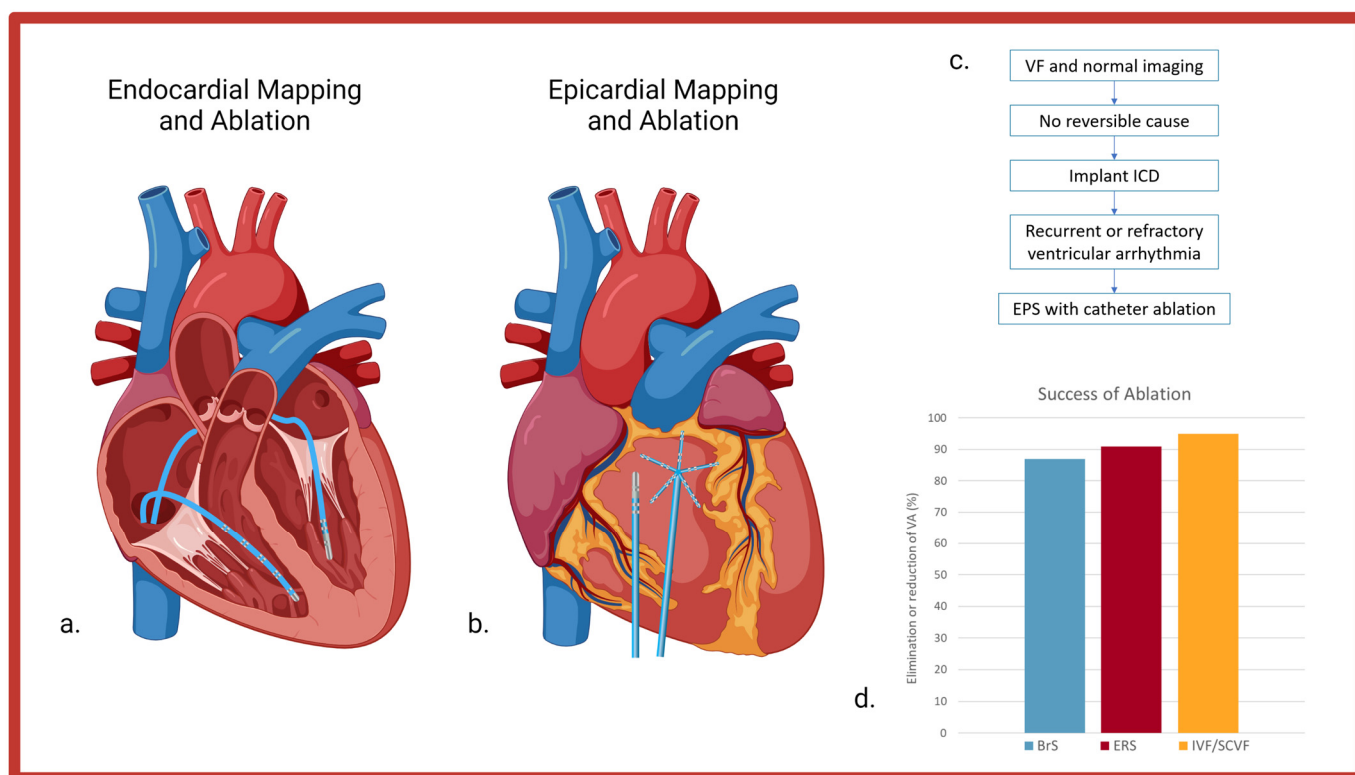 Endocardial Mapping
and Ablation
a.
Epicardial Mapping
and Ablation
b.
c.
VF and normal imaging
No reversible cause
Implant ICD
Recurrent or refractory
ventricular arrhythmia
EPS with catheter ablation
d.
Success of Ablation
Elimination or reduction of VA (%)
100
90
80
70
60
50
40
30
20
10
0
BrS
ERS
IVF/SCVF